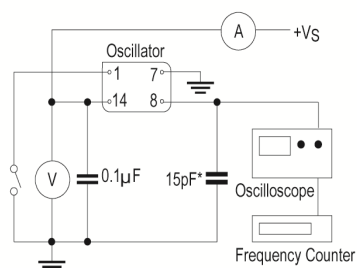 A
+VS
Oscillator
1 7
14 8
V
0.1µF
15pF*
Oscilloscope
Frequency Counter